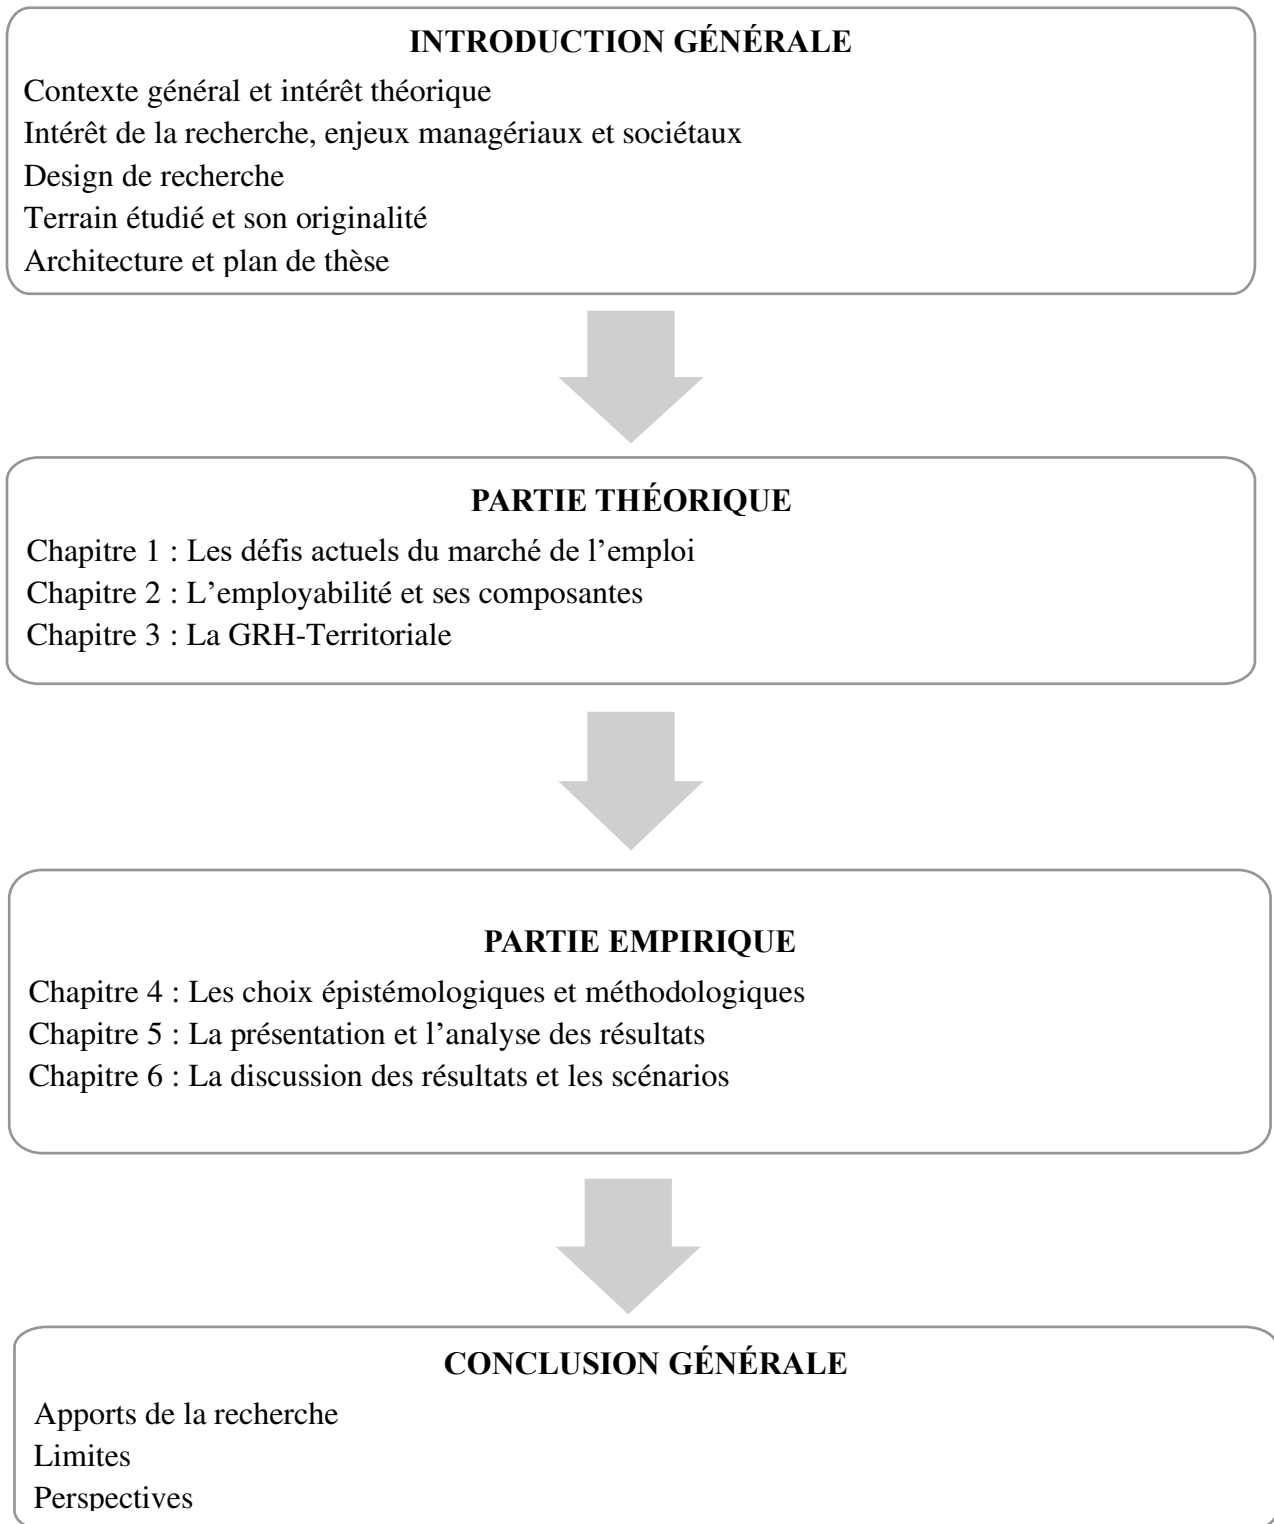 INTRODUCTION GÉNÉRALE
Contexte général et intérêt théorique
Intérêt de la recherche, enjeux managériaux et sociétaux
Design de recherche
Terrain étudié et son originalité
Architecture et plan de thèse
PARTIE THÉORIQUE
Chapitre 1 : Les défis actuels du marché de l’emploi
Chapitre 2 : L’employabilité et ses composantes
Chapitre 3 : La GRH-Territoriale
PARTIE EMPIRIQUE
Chapitre 4 : Les choix épistémologiques et méthodologiques
Chapitre 5 : La présentation et l’analyse des résultats
Chapitre 6 : La discussion des résultats et les scénarios
CONCLUSION GÉNÉRALE
Apports de la recherche
Limites
Perspectives